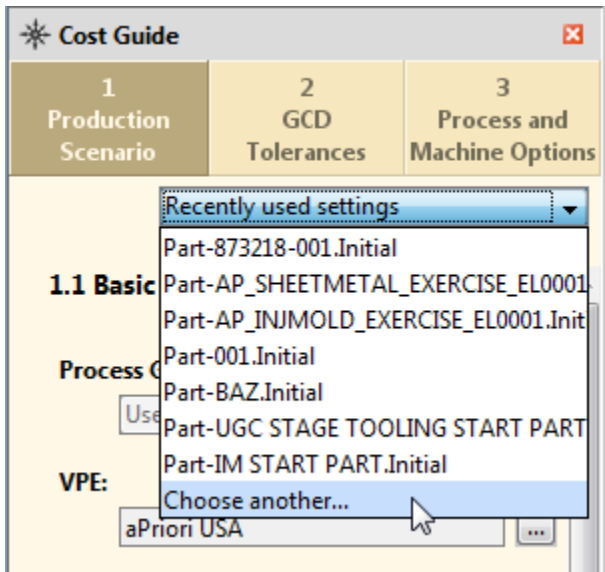 Cost Guide
1
Production
Scenario
2
GCD
Tolerances
3
Process and
Machine Options
Recently used settings
Part-873218-001.Initial
1.1 Basic
Part-AP_SHEETMETAL_EXERCISE_EL0001
Part-AP_INJMOLD_EXERCISE_EL0001.Init
Part-001.Initial
Process
Part-BAZ.Initial
Use
Part-UGC STAGE TOOLING START PART
Part-IM START PART.Initial
VPE:
Choose another...
aPriori USA
...